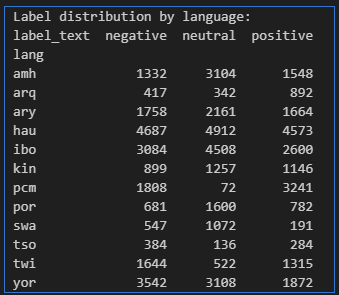 Label distribution by language:
label_text  negative  neutral  positive
lang
amh             1332     3104      1548
arq              417      342       892
ary             1758     2161      1664
hau             4687     4912      4573
ibo             3084     4508      2600
kin              899     1257      1146
pcm             1808       72      3241
por              681     1600       782
swa              547     1072       191
tso              384      136       284
twi             1644      522      1315
yor             3542     3108      1872